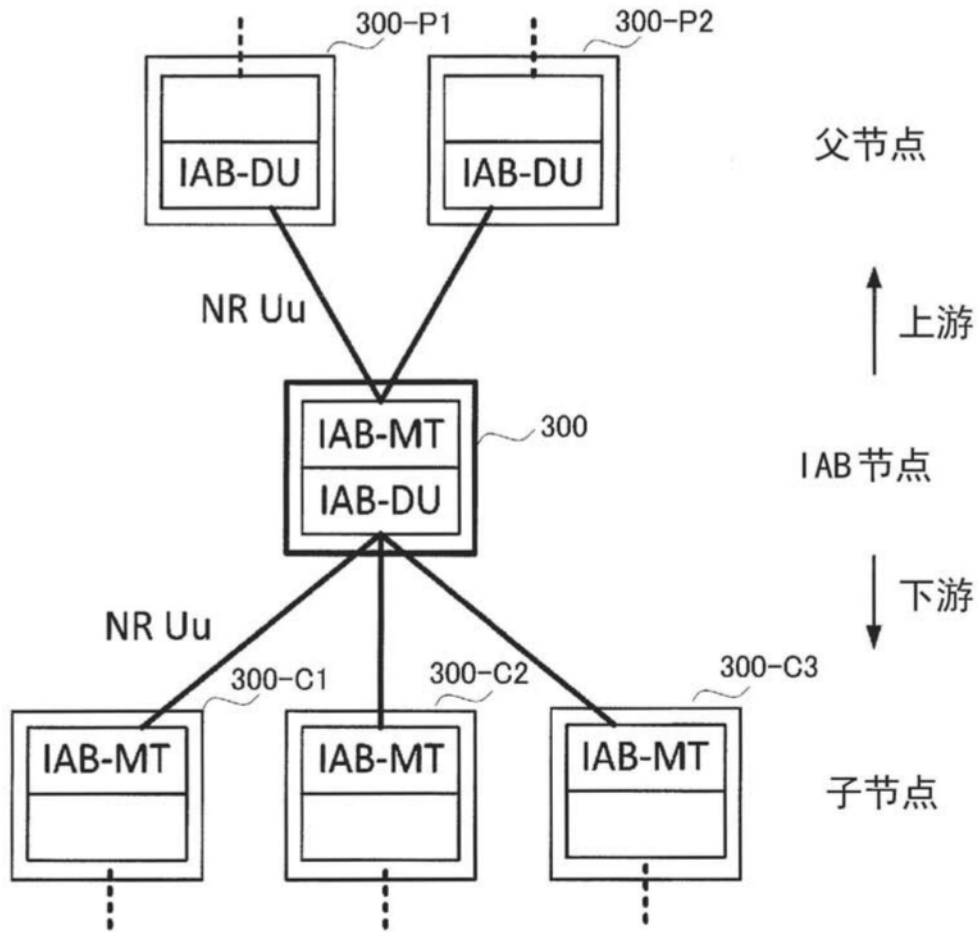 300-P1
300-P2
IAB-DU
IAB-DU
父节点
NR Uu
上游
IAB-MT
IAB-DU
300
IAB节点
NR Uu
下游
300-C1
300-C2
300-C3
IAB-MT
IAB-MT
IAB-MT
子节点